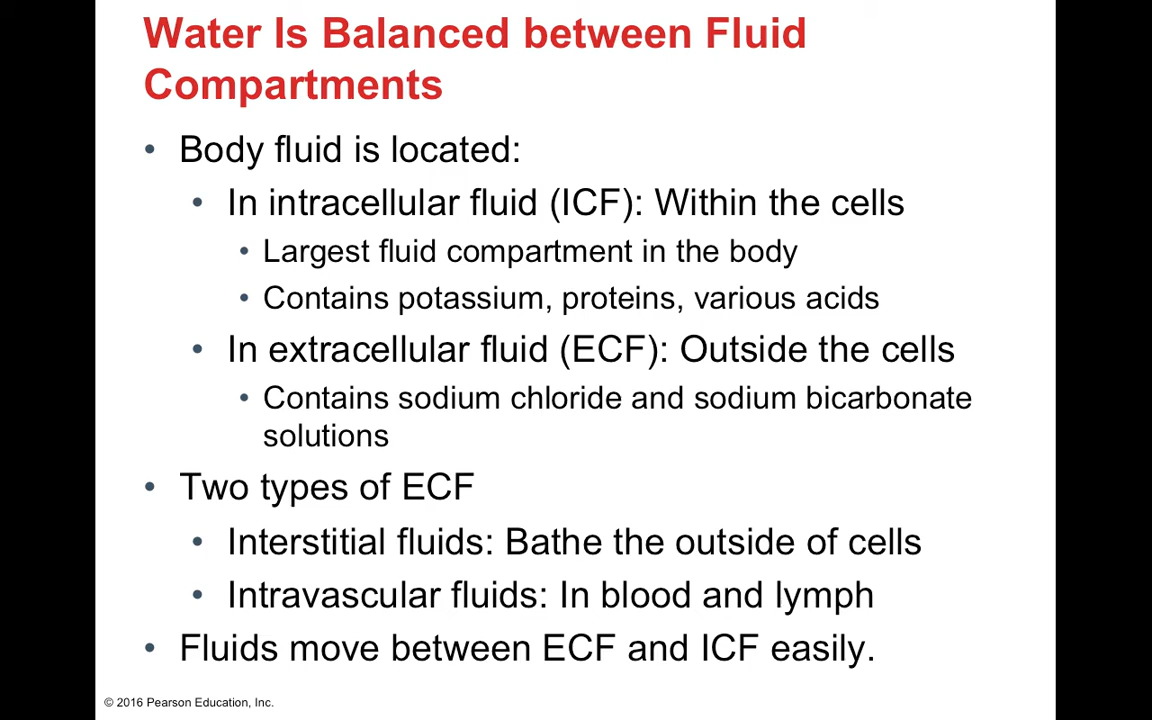 Water Is Balanced between Fluid
Compartments
• Body fluid is located:
• In intracellular fluid (ICF): Within the cells
• Largest fluid compartment in the body
• Contains potassium, proteins, various acids
• In extracellular fluid (ECF): Outside the cells
• Contains sodium chloride and sodium bicarbonate
solutions
• Two types of ECF
• Interstitial fluids: Bathe the outside of cells
• Intravascular fluids: In blood and lymph
• Fluids move between ECF and ICF easily.
© 2016 Pearson Education, Inc.